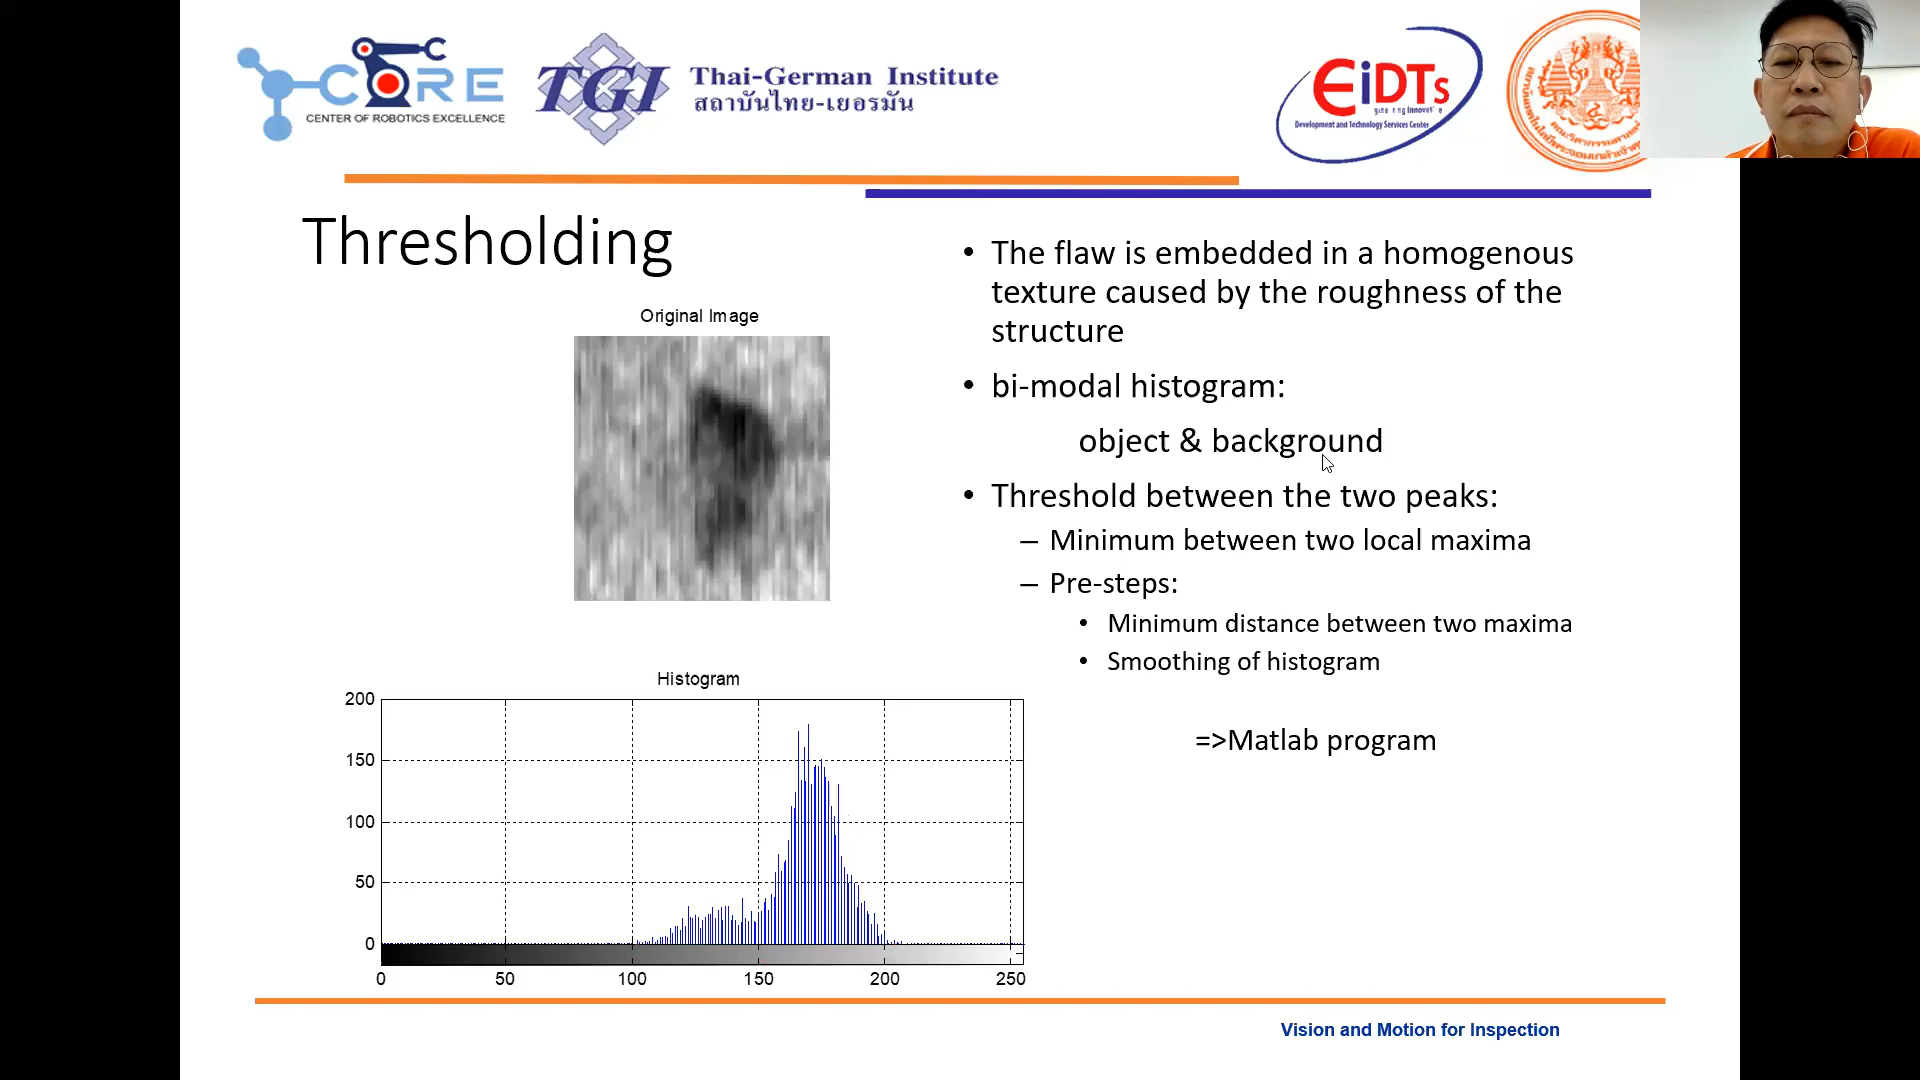 CORE
CENTER OF ROBOTICS EXCELLENCE
TGI
Thai-German Institute
สถาบันไทย-เยอรมัน
EiDTs
Development and Technology Services Center
Thresholding
Original Image
• The flaw is embedded in a homogenous
texture caused by the roughness of the
structure
• bi-modal histogram:
object & background
• Threshold between the two peaks:
– Minimum between two local maxima
– Pre-steps:
• Minimum distance between two maxima
• Smoothing of histogram
=>Matlab program
Histogram
200
150
100
50
0
0 50 100 150 200 250
Vision and Motion for Inspection